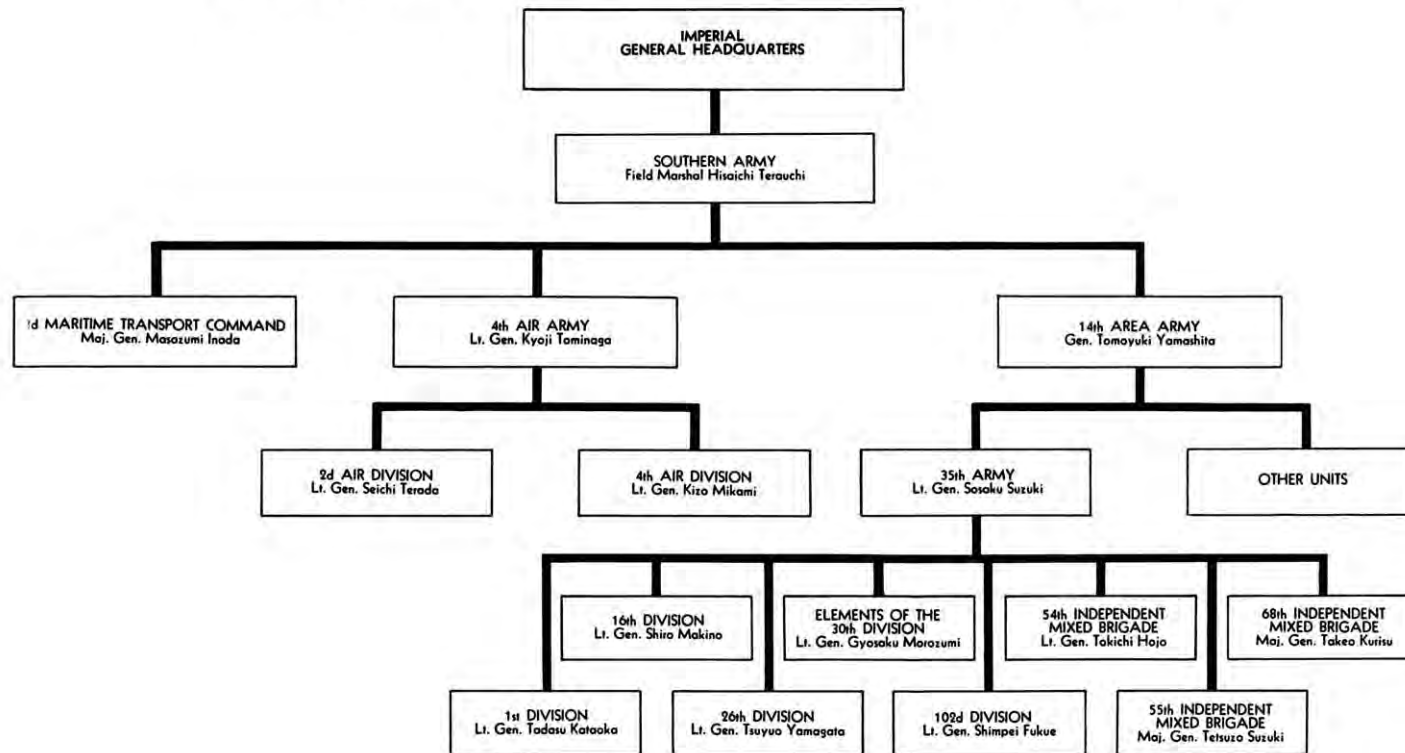 IMPERIAL
GENERAL HEADQUARTERS
SOUTHERN ARMY
Field Marshal Hisaichi Terauchi
MARITIME TRANSPORT COMMAND
Maj. Gen. Masazumi Inada
4th AIR ARMY
Lt. Gen. Kyoji Tominaga
14th AREA ARMY
Gen. Tomoyuki Yamashita
2d AIR DIVISION
Lt. Gen. Seichi Terada
4th AIR DIVISION
Lt. Gen. Kizo Mikami
35th ARMY
Lt. Gen. Sosaku Suzuki
OTHER UNITS
16th DIVISION
Lt. Gen. Shiro Makino
ELEMENTS OF THE
30th DIVISION
Lt. Gen. Gyosaku Morozumi
54th INDEPENDENT
MIXED BRIGADE
Lt. Gen. Tokichi Hojo
68th INDEPENDENT
MIXED BRIGADE
Maj. Gen. Takeo Kurisu
1st DIVISION
Lt. Gen. Tadasu Kataoka
26th DIVISION
Lt. Gen. Tsuyuo Yamagata
102d DIVISION
Lt. Gen. Shimpei Fukue
55th INDEPENDENT
MIXED BRIGADE
Maj. Gen. Tetsuzo Suzuki